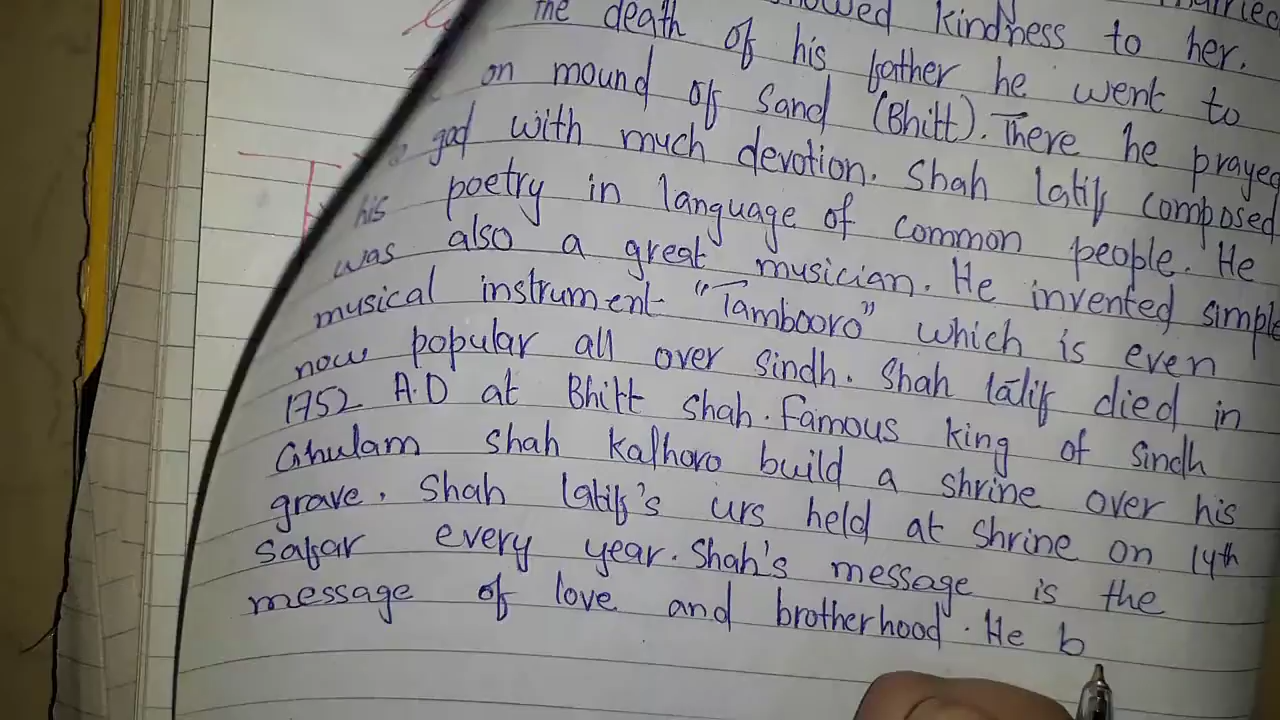 kindness to her.
the death of his father he went to
on mound of Sand (Bhitt). There he prayed
god with much devotion. Shah latif composed
his poetry in language of common people. He
was also a great musician. He invented simple
musical instrument "Tambooro" which is even
now popular all over Sindh. Shah latif died in
1752 A.D at Bhitt Shah. Famous king of Sindh
Ghulam Shah Kalhoro build a shrine over his
grave. Shah latif's urs held at Shrine on 14th
Safar every year. Shah's message is the
message of love and brotherhood. He b